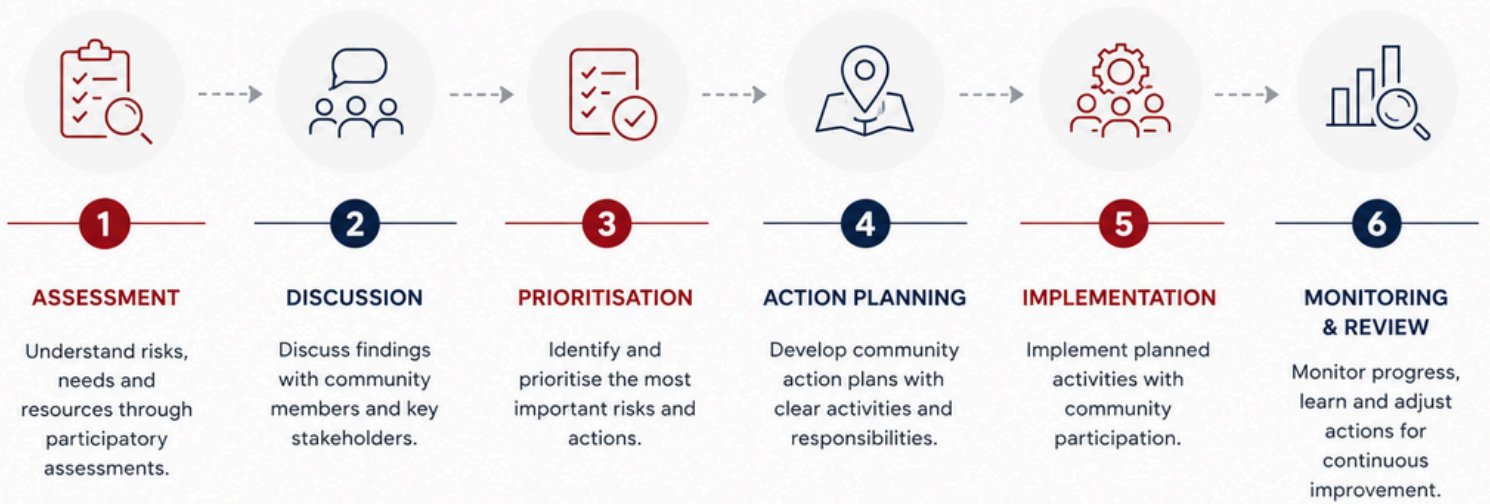 1
ASSESSMENT
Understand risks,
needs and
resources through
participatory
assessments.
2
DISCUSSION
Discuss findings
with community
members and key
stakeholders.
3
PRIORITISATION
Identify and
prioritise the most
important risks and
actions.
4
ACTION PLANNING
Develop community
action plans with
clear activities and
responsibilities.
5
IMPLEMENTATION
Implement planned
activities with
community
participation.
6
MONITORING
& REVIEW
Monitor progress,
learn and adjust
actions for
continuous
improvement.